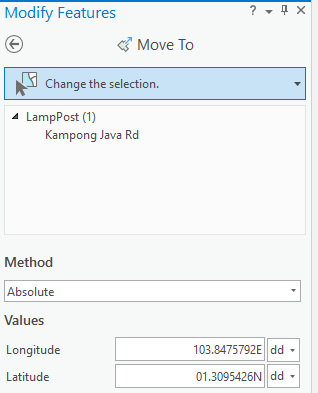 Modify Features ?
Move To
Change the selection.
LampPost (1)
Kampong Java Rd
Method
Absolute
Values
Longitude 103.8475792E dd
Latitude 01.3095426N dd